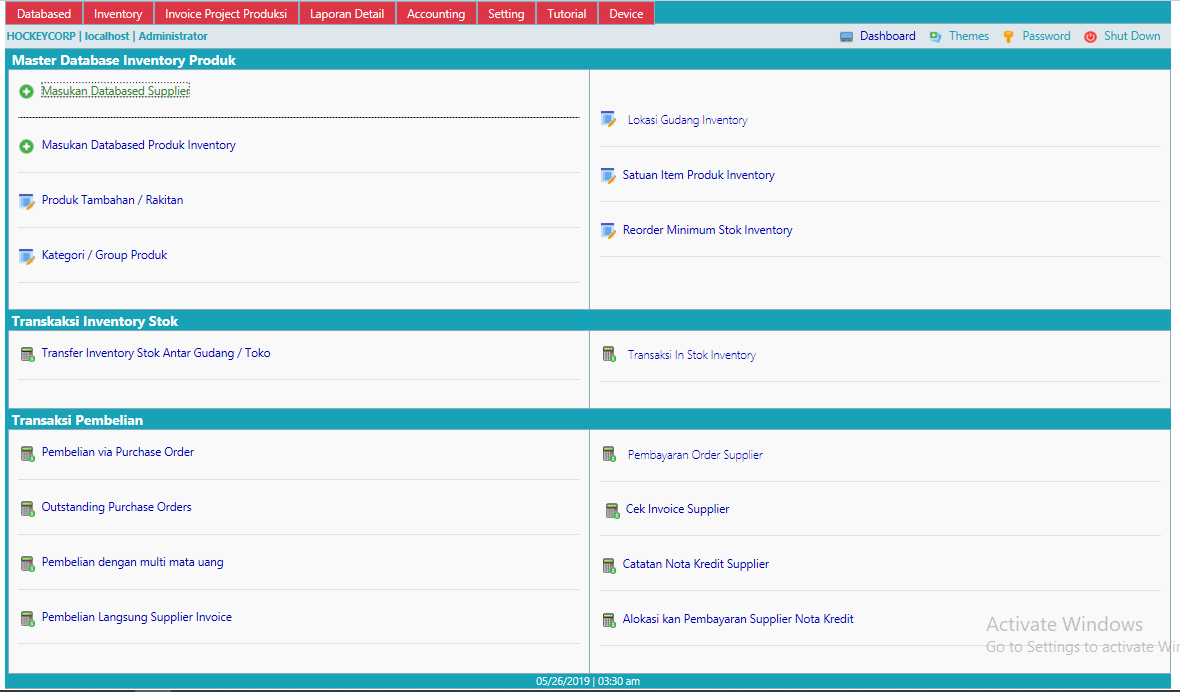 Databased Inventory Invoice Project Produksi Laporan Detail Accounting Setting Tutorial Device
HOCKEYCORP | localhost | Administrator Dashboard Themes Password Shut Down
Master Database Inventory Produk
Masukan Databased Supplier
Masukan Databased Produk Inventory
Produk Tambahan / Rakitan
Kategori / Group Produk
Lokasi Gudang Inventory
Satuan Item Produk Inventory
Reorder Minimum Stok Inventory
Transkaksi Inventory Stok
Transfer Inventory Stok Antar Gudang / Toko
Transaksi In Stok Inventory
Transaksi Pembelian
Pembelian via Purchase Order
Outstanding Purchase Orders
Pembelian dengan multi mata uang
Pembelian Langsung Supplier Invoice
Pembayaran Order Supplier
Cek Invoice Supplier
Catatan Nota Kredit Supplier
Alokasi kan Pembayaran Supplier Nota Kredit
Activate Windows
Go to Settings to activate Win
05/26/2019 | 03:30 am